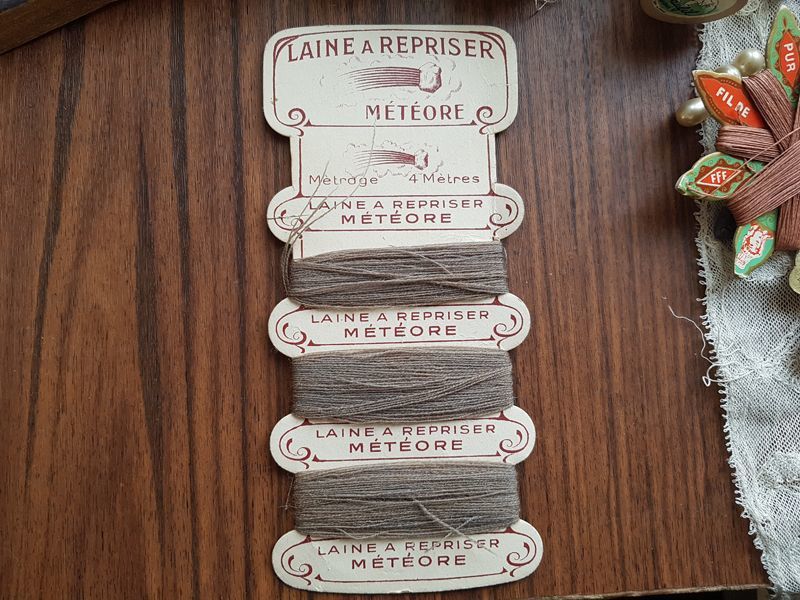 LAINE A REPRISER
MÉTÉORE
Métrage 4 Mètres
LAINE A REPRISER
MÉTÉORE
LAINE A REPRISER
MÉTÉORE
LAINE A REPRISER
MÉTÉORE
LAINE A REPRISER
MÉTÉORE
PUR
FIL DE
FFF